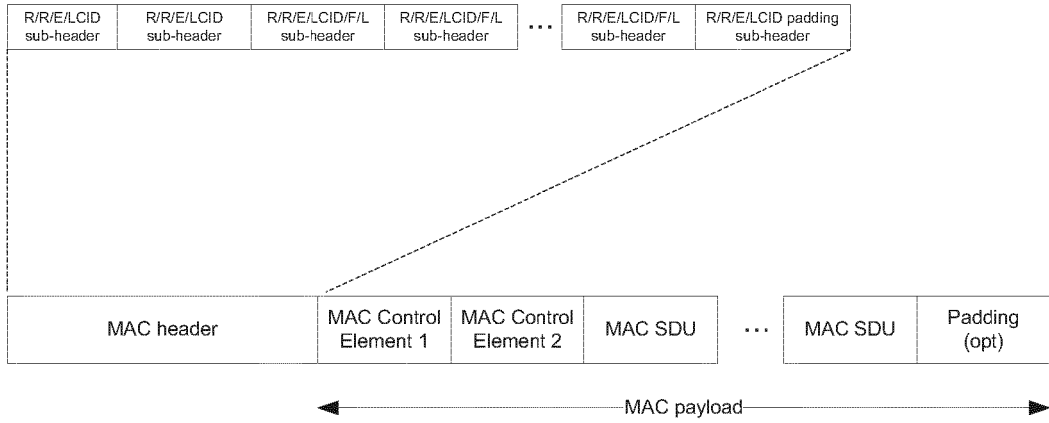 R/R/E/LCID sub-header
R/R/E/LCID sub-header
R/R/E/LCID/F/L sub-header
R/R/E/LCID/F/L sub-header
...
R/R/E/LCID/F/L sub-header
R/R/E/LCID padding sub-header
MAC header
MAC Control Element 1
MAC Control Element 2
MAC SDU
...
MAC SDU
Padding (opt)
MAC payload